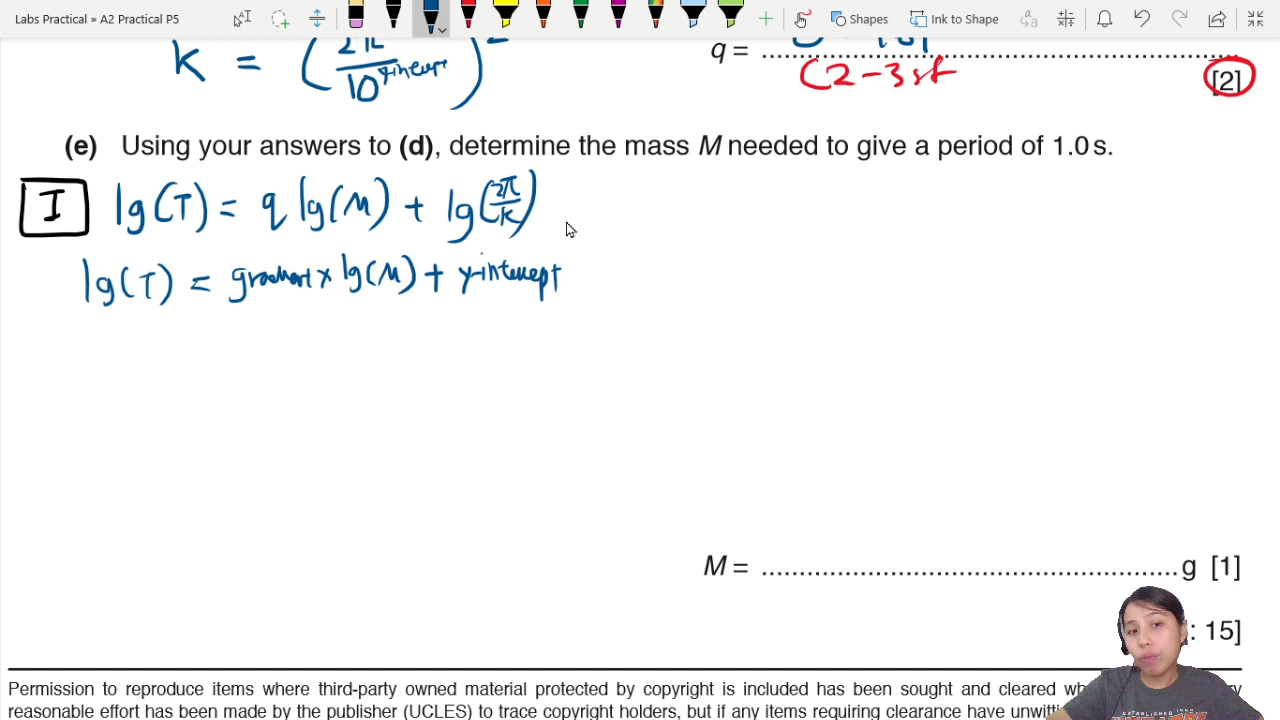 Labs Practical » A2 Practical P5
Shapes
Ink to Shape
k = (2π / 10^y-intercept)^2
q =
(2-3sf
[2]
(e) Using your answers to (d), determine the mass M needed to give a period of 1.0 s.
I
lg(T) = q lg(M) + lg(2π/k)
lg(T) = gradient × lg(M) + y-intercept
M = ........................................................ g [1]
: 15]
Permission to reproduce items where third-party owned material protected by copyright is included has been sought and cleared
reasonable effort has been made by the publisher (UCLES) to trace copyright holders, but if any items requiring clearance have